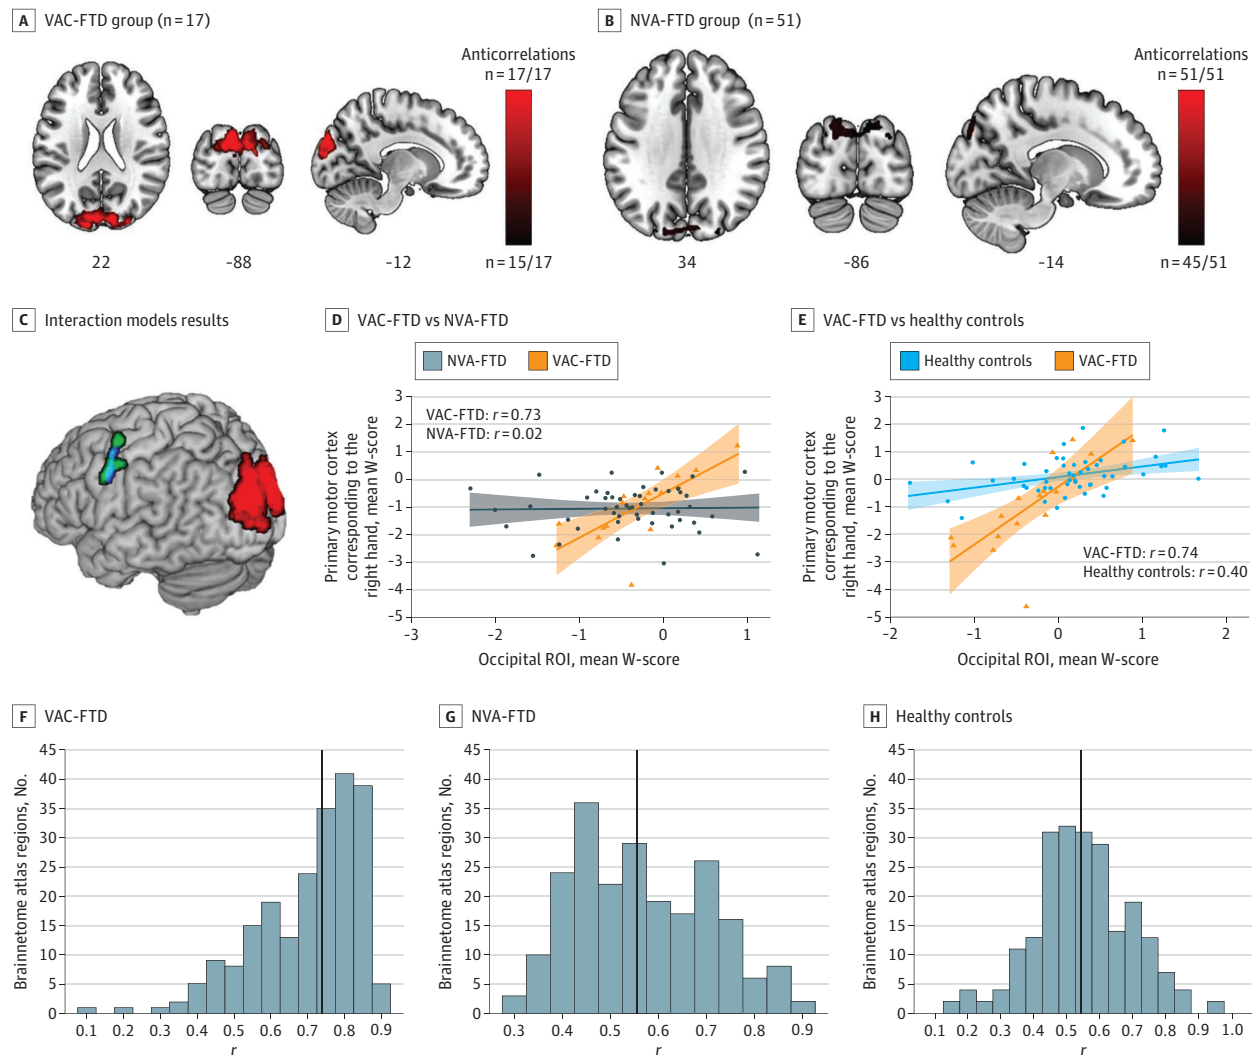 A VAC-FTD group (n=17)
Anticorrelations
n=17/17
n=15/17
22
-88
-12
B NVA-FTD group (n=51)
Anticorrelations
n=51/51
n=45/51
34
-86
-14
C Interaction models results
D VAC-FTD vs NVA-FTD
NVA-FTD VAC-FTD
Primary motor cortex
corresponding to the
right hand, mean W-score
3
2
1
0
-1
-2
-3
-4
-5
VAC-FTD: r=0.73
NVA-FTD: r=0.02
-3 -2 -1 0 1
Occipital ROI, mean W-score
E VAC-FTD vs healthy controls
Healthy controls VAC-FTD
Primary motor cortex
corresponding to the
right hand, mean W-score
3
2
1
0
-1
-2
-3
-4
-5
VAC-FTD: r=0.74
Healthy controls: r=0.40
-2 -1 0 1 2
Occipital ROI, mean W-score
F VAC-FTD
Brainnetome atlas regions, No.
45
40
35
30
25
20
15
10
5
0
0.1 0.2 0.3 0.4 0.5 0.6 0.7 0.8 0.9
r
G NVA-FTD
Brainnetome atlas regions, No.
45
40
35
30
25
20
15
10
5
0
0.3 0.4 0.5 0.6 0.7 0.8 0.9
r
H Healthy controls
Brainnetome atlas regions, No.
45
40
35
30
25
20
15
10
5
0
0.1 0.2 0.3 0.4 0.5 0.6 0.7 0.8 0.9 1.0
r